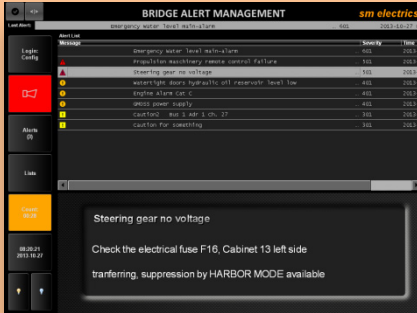 BRIDGE ALERT MANAGEMENT
sm electrics
Last Alert:
Emergency water level main-alarm .. 601 2013-10-27
Alert List
Message Severity Time
Emergency water level main-alarm .. 601 2013-
Propulsion maschinery remote control failure .. 501 2013-
Steering gear no voltage .. 501 2013-
Watertight doors hydraulic oil reservoir level low .. 401 2013-
Engine Alarm Cat C .. 401 2013-
GMDSS power supply .. 401 2013-
Caution2 Bus 1 Adr 1 ch. 27 .. 301 2013-
Caution for something .. 301 2013-
Login:
Config
Alerts
Lists
08:20:21
2013-10-27
Steering gear no voltage
Check the electrical fuse F16, Cabinet 13 left side
tranferring, suppression by HARBOR MODE available